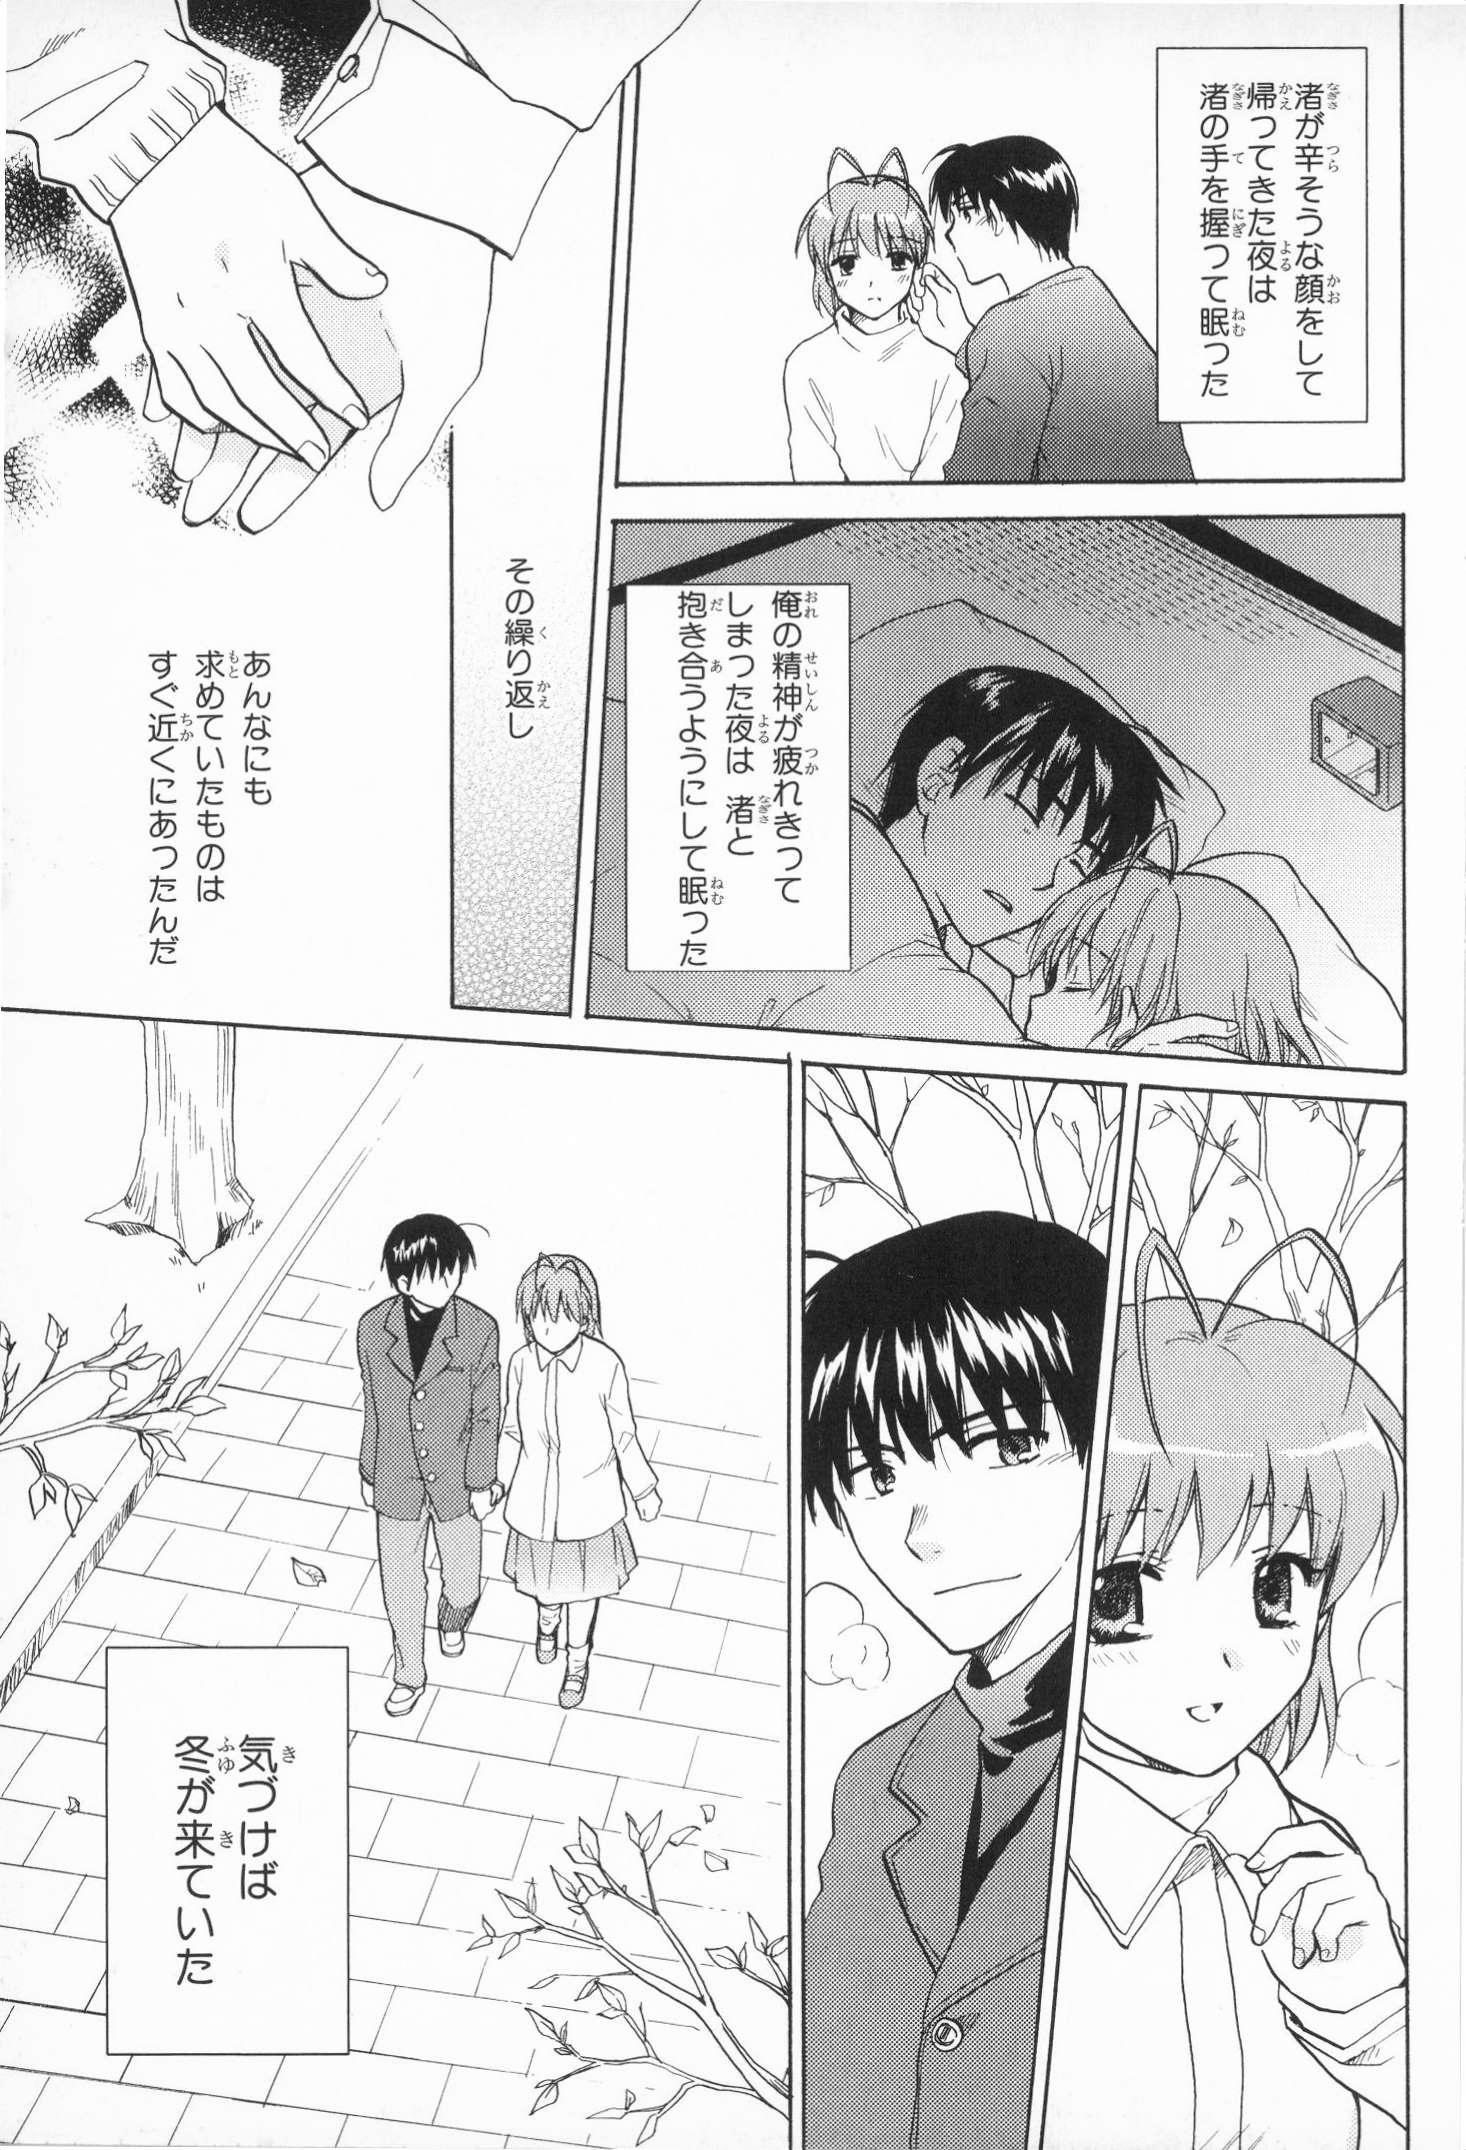 渚が辛そうな顔をして
帰ってきた夜は
渚の手を握って眠った
俺の精神が疲れきって
しまった夜は 渚と
抱き合うようにして眠った
その繰り返し
あんなにも
求めていたものは
すぐ近くにあったんだ
気づけば
冬が来ていた